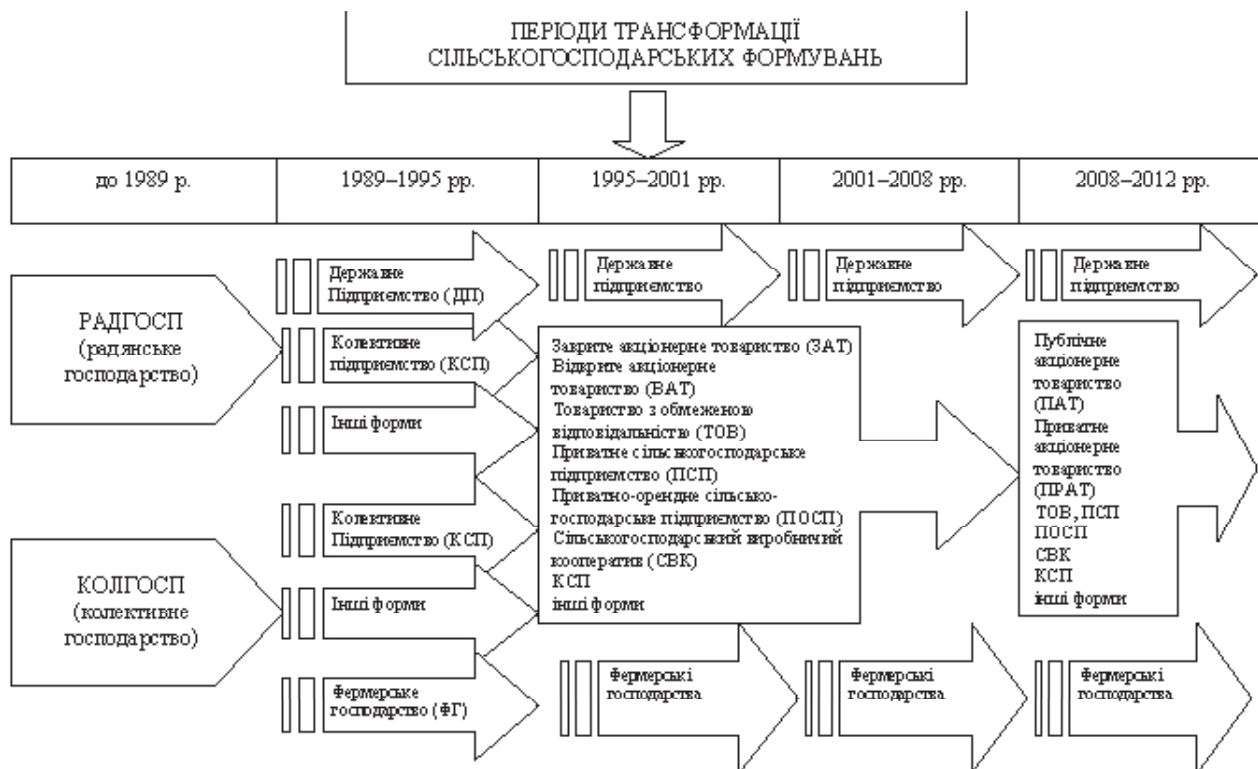 ПЕРІОДИ ТРАНСФОРМАЦІЇ
СІЛЬСЬКОГОСПОДАРСЬКИХ ФОРМУВАНЬ
до 1989 р.
1989–1995 рр.
1995–2001 рр.
2001–2008 рр.
2008–2012 рр.
РАДГОСП
(радянське
господарство)
КОЛГОСП
(колективне
господарство)
Державне
Підприємство (ДП)
Колективне
підприємство (КСП)
Інші форми
Колективне
Підприємство (КСП)
Інші форми
Фермерське
господарство (ФГ)
Державне
підприємство
Закрите акціонерне товариство (ЗАТ)
Відкрите акціонерне
товариство (ВАТ)
Товариство з обмеженою
відповідальністю (ТОВ)
Приватне сільськогосподарське
підприємство (ПСП)
Приватно-орендне сільсько-
господарське підприємство (ПОСП)
Сільськогосподарський виробничий
кооператив (СВК)
КСП
інші форми
Фермерські
господарства
Державне
підприємство
Фермерські
господарства
Державне
підприємство
Публічне
акціонерне
товариство
(ПАТ)
Приватне
акціонерне
товариство
(ПРАТ)
ТОВ, ПСП
ПОСП
СВК
КСП
інші форми
Фермерські
господарства